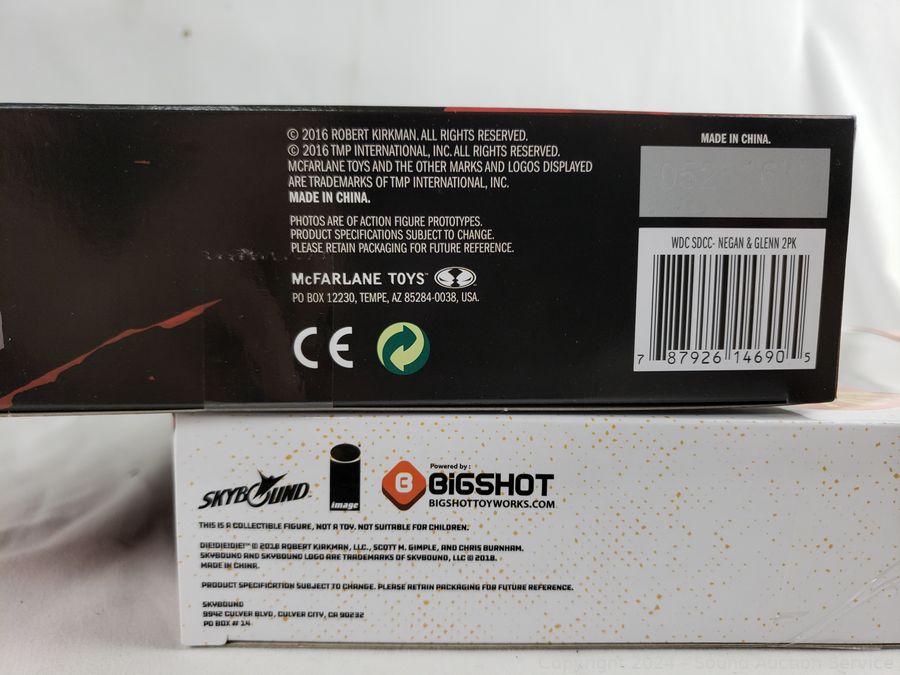 © 2016 ROBERT KIRKMAN. ALL RIGHTS RESERVED.
© 2016 TMP INTERNATIONAL, INC. ALL RIGHTS RESERVED.
MCFARLANE TOYS AND THE OTHER MARKS AND LOGOS DISPLAYED
ARE TRADEMARKS OF TMP INTERNATIONAL, INC.
MADE IN CHINA.
PHOTOS ARE OF ACTION FIGURE PROTOTYPES.
PRODUCT SPECIFICATIONS SUBJECT TO CHANGE.
PLEASE RETAIN PACKAGING FOR FUTURE REFERENCE.
MCFARLANE TOYS™
PO BOX 12230, TEMPE, AZ 85284-0038, USA.
CE
MADE IN CHINA.
WDC SDCC- NEGAN & GLENN 2PK
7 87926 14690 5
SKYBOUND
image
Powered by :
B
BiGSHOT
BIGSHOTTOYWORKS.COM
THIS IS A COLLECTIBLE FIGURE, NOT A TOY. NOT SUITABLE FOR CHILDREN.
DIE!DIE!DIE!™ © 2018 ROBERT KIRKMAN, LLC., SCOTT M. GIMPLE, AND CHRIS BURNHAM.
SKYBOUND AND SKYBOUND LOGO ARE TRADEMARKS OF SKYBOUND, LLC © 2018.
MADE IN CHINA.
PRODUCT SPECIFICATION SUBJECT TO CHANGE. PLEASE RETAIN PACKAGING FOR FUTURE REFERENCE.
SKYBOUND
9942 CULVER BLVD, CULVER CITY, CA 90232
PO BOX # 14
Copyright 2024 - Sound Auction Service